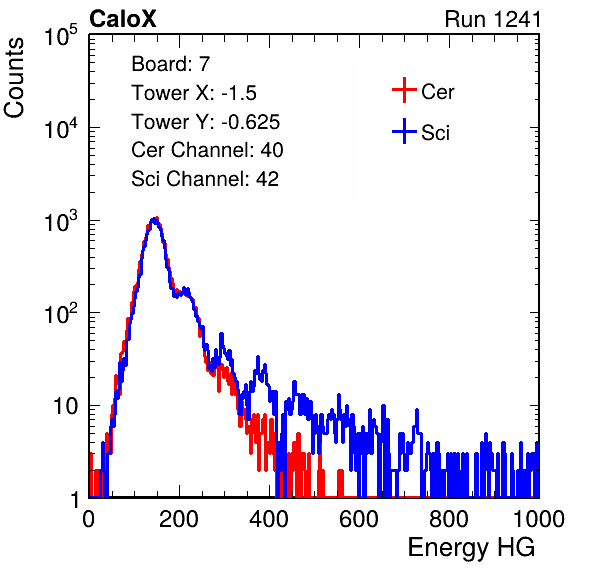 CaloX Run 1241
Counts
Board: 7
Tower X: -1.5
Tower Y: -0.625
Cer Channel: 40
Sci Channel: 42
Cer
Sci
10^5
10^4
10^3
10^2
10
1
0 200 400 600 800 1000
Energy HG